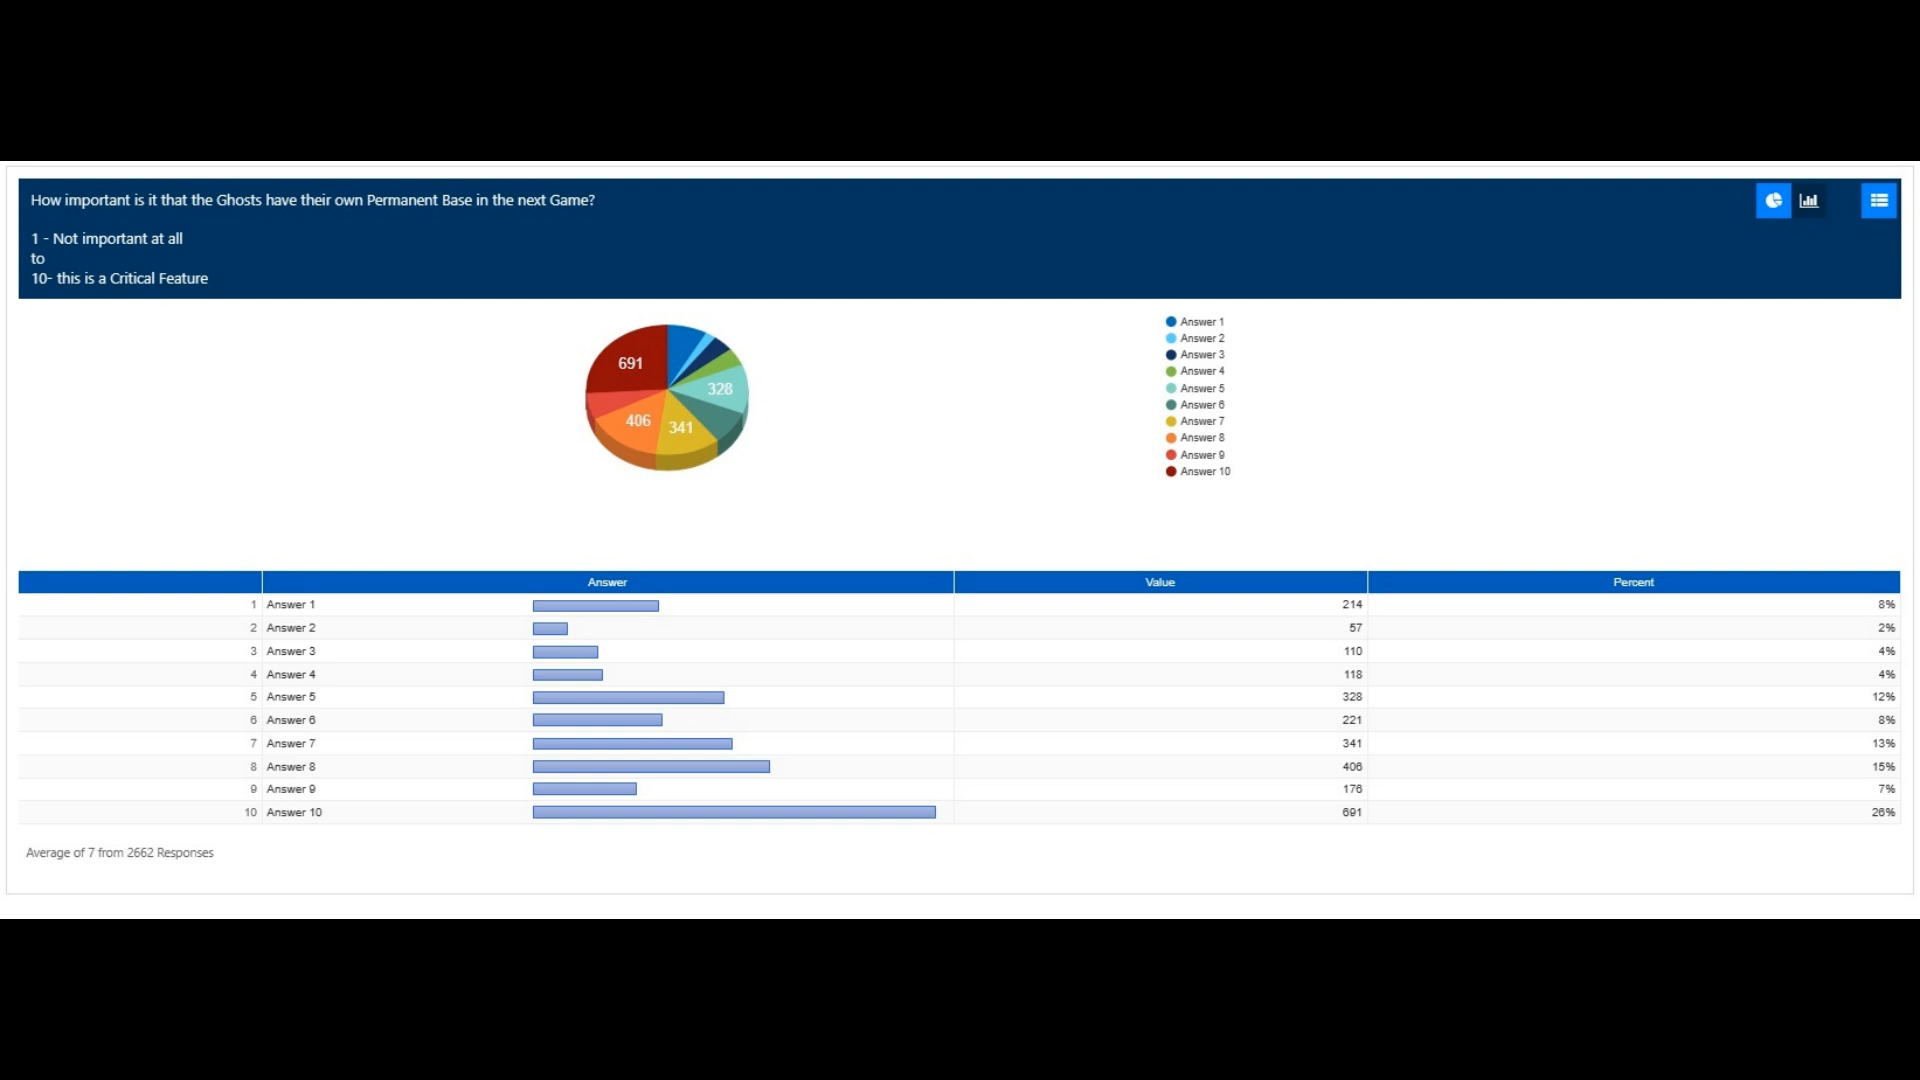 How important is it that the Ghosts have their own Permanent Base in the next Game?
1 - Not important at all
to
10- this is a Critical Feature
691
328
406
341
Answer 1
Answer 2
Answer 3
Answer 4
Answer 5
Answer 6
Answer 7
Answer 8
Answer 9
Answer 10
Answer Value Percent
1 Answer 1 214 8%
2 Answer 2 57 2%
3 Answer 3 110 4%
4 Answer 4 118 4%
5 Answer 5 328 12%
6 Answer 6 221 8%
7 Answer 7 341 13%
8 Answer 8 406 15%
9 Answer 9 176 7%
10 Answer 10 691 26%
Average of 7 from 2662 Responses